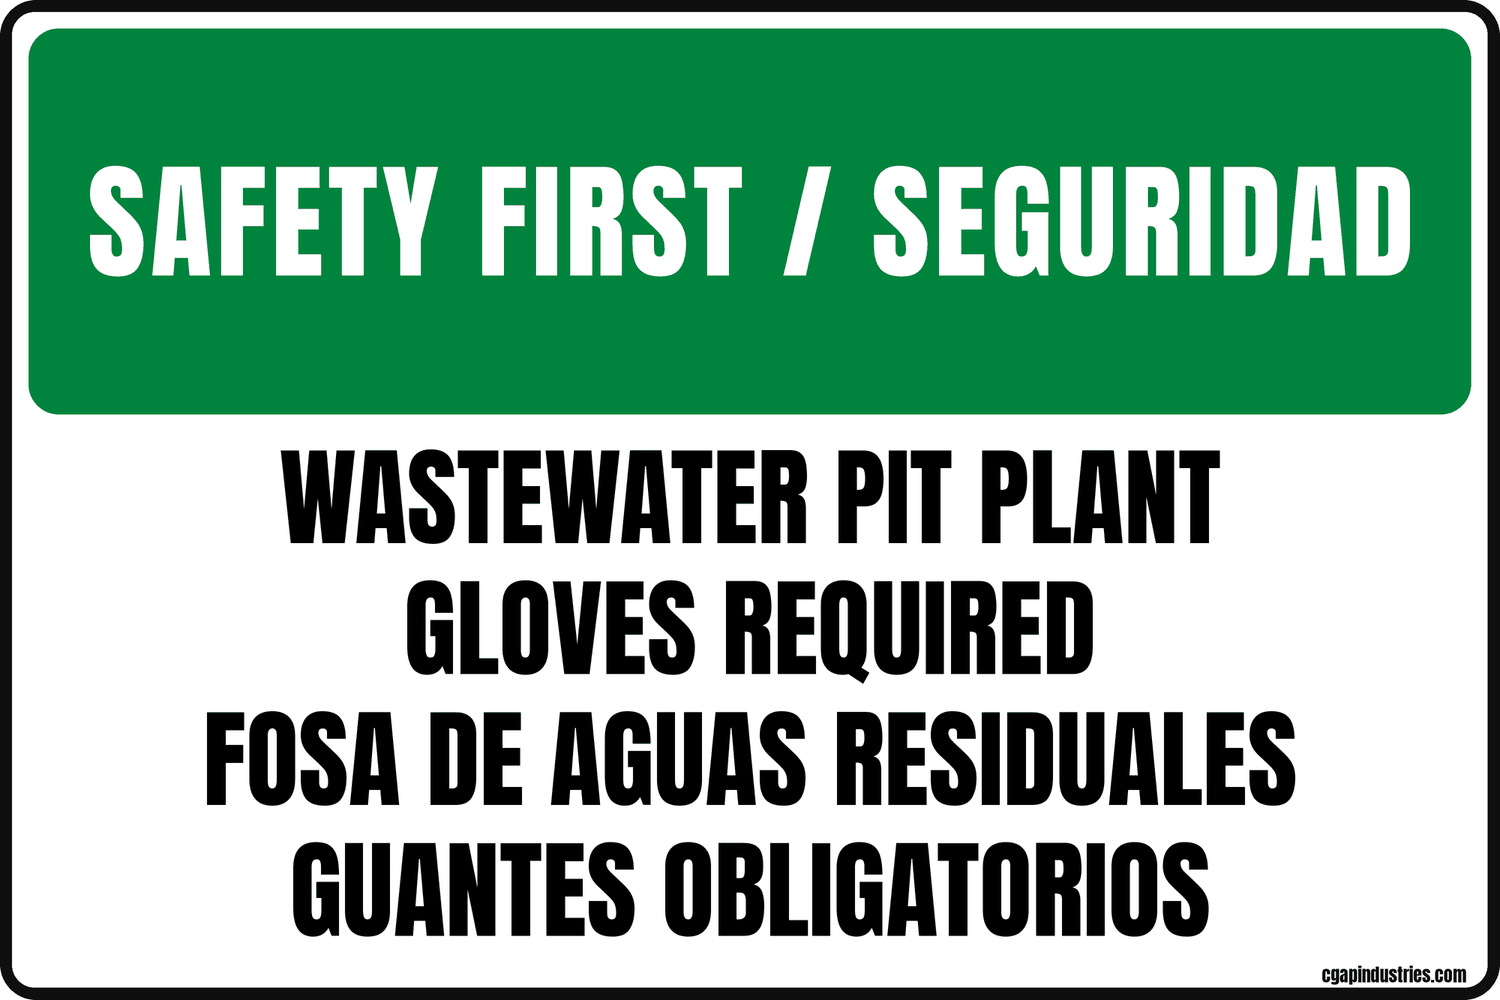 SAFETY FIRST / SEGURIDAD
WASTEWATER PIT PLANT
GLOVES REQUIRED
FOSA DE AGUAS RESIDUALES
GUANTES OBLIGATORIOS
cgapindustries.com